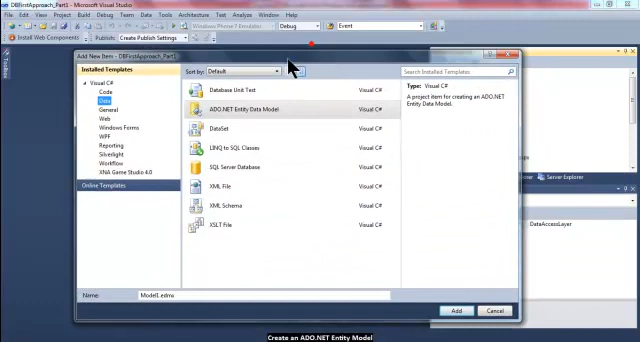 DBFirstApproach_Part1 - Microsoft Visual Studio
File Edit View Project Build Debug Team Data Tools Architecture Test Analyze Window Help
Debug Event
Install Web Components Create Publish Settings
Toolbox
Add New Item - DBFirstApproach_Part1
Installed Templates
Sort by: Default
Search Installed Templates
Visual C#
Code
Data
General
Web
Windows Forms
WPF
Reporting
Silverlight
Workflow
XNA Game Studio 4.0
Online Templates
Database Unit Test Visual C#
ADO.NET Entity Data Model Visual C#
DataSet Visual C#
LINQ to SQL Classes Visual C#
SQL Server Database Visual C#
XML File Visual C#
XML Schema Visual C#
XSLT File Visual C#
Type: Visual C#
A project item for creating an ADO.NET
Entity Data Model.
Server Explorer
DataAccessLayer
Name: Model1.edmx
Add Cancel
Create an ADO.NET Entity Model